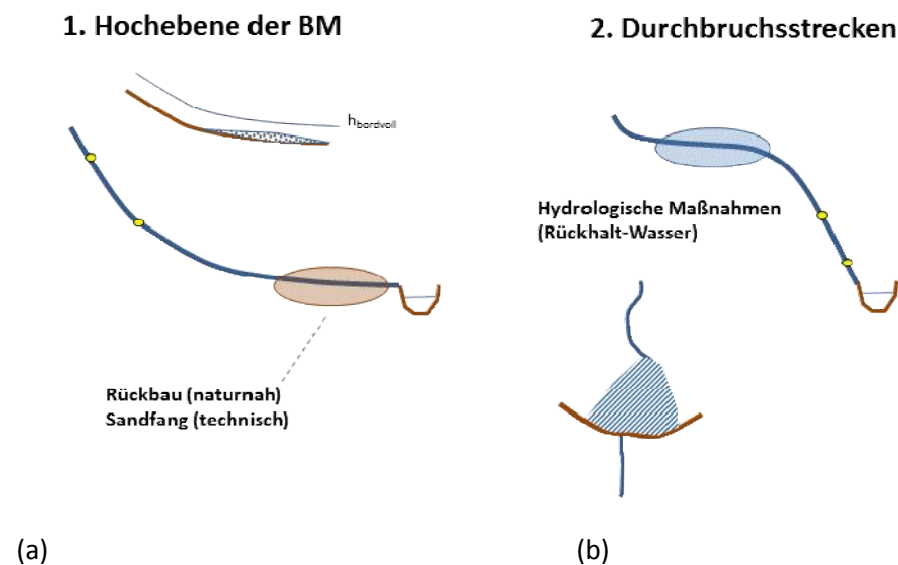 1. Hochebene der BM
2. Durchbruchsstrecken
hbordvoll
Hydrologische Maßnahmen
(Rückhalt-Wasser)
Rückbau (naturnah)
Sandfang (technisch)
(a)
(b)